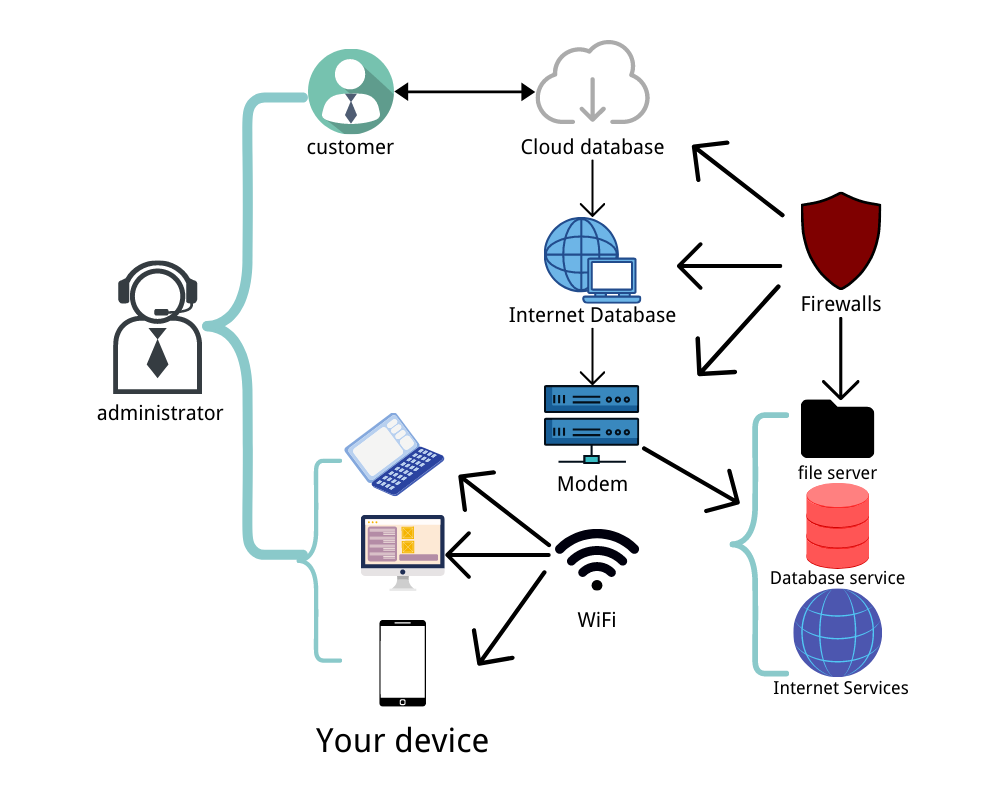 customer
Cloud database
Internet Database
Firewalls
administrator
Modem
file server
Database service
WiFi
Internet Services
Your device